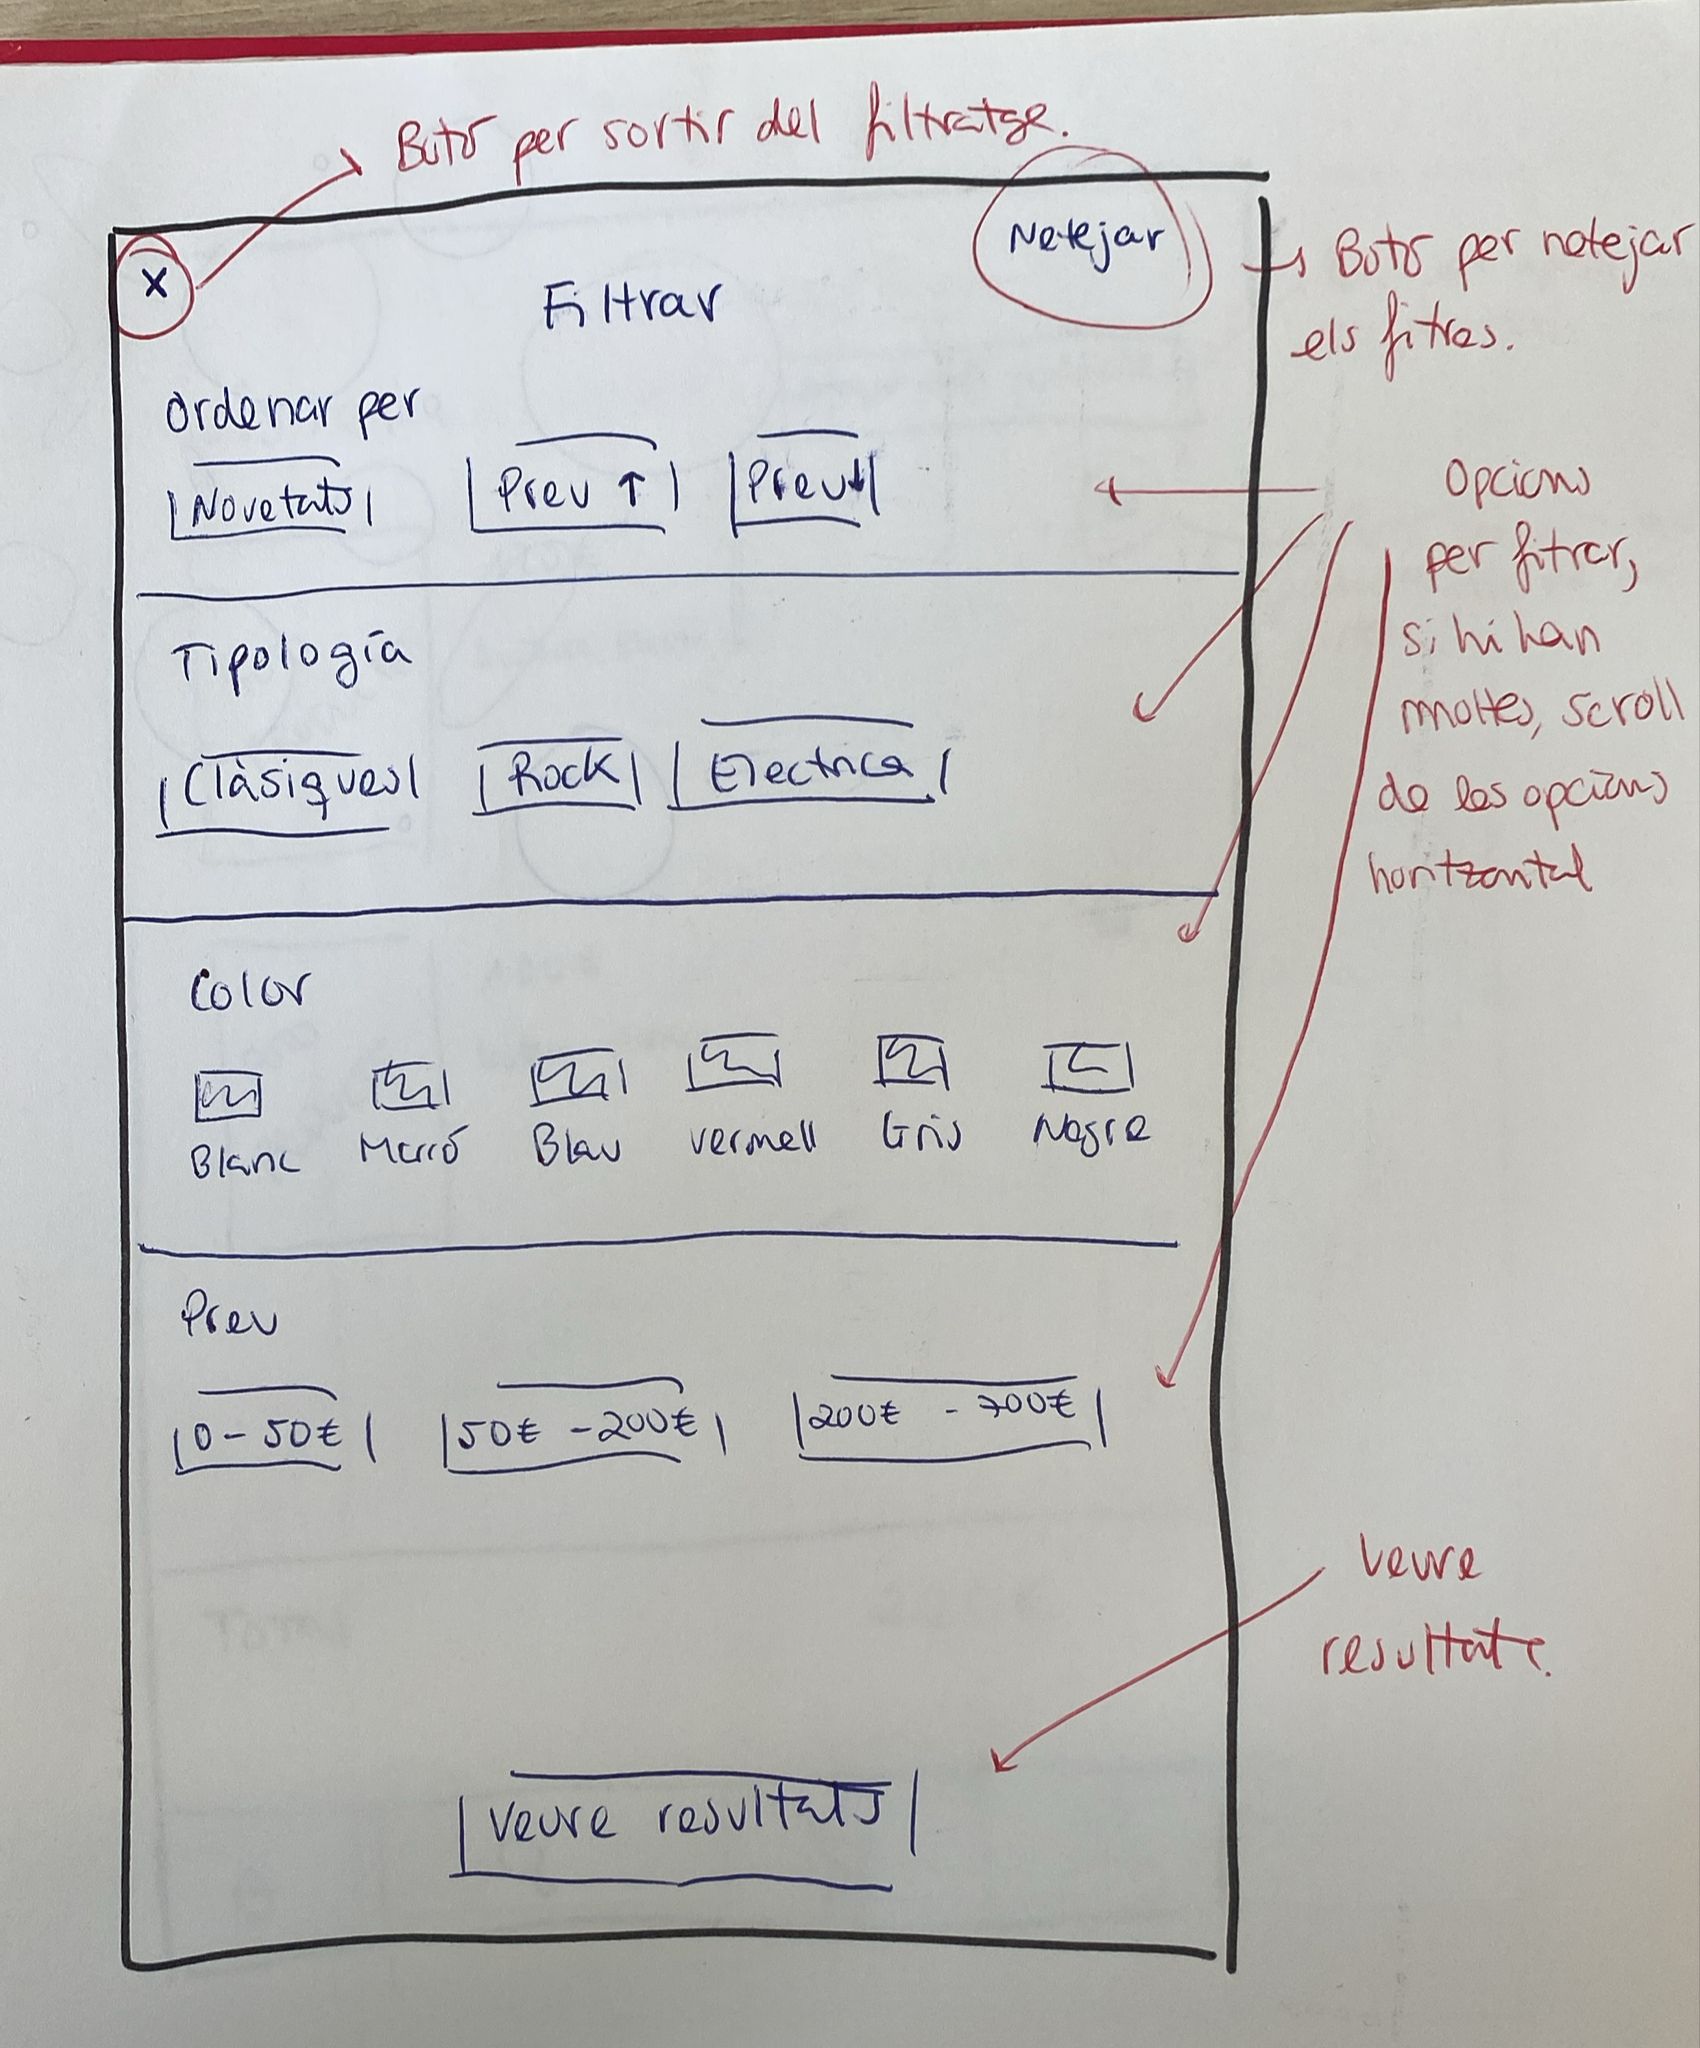 Botó per sortir del filtratge.
X
Netejar
Filtrar
Botó per netejar
els fitres.
Ordenar per
Novetats
Preu ↑
Preu ↓
Opcions
per fitrar,
si hi han
moltes, scroll
de les opcions
horitzontal
Tipología
Clàsiques
Rock
Electrica
Color
Blanc
Marró
Blau
vermell
Gris
Negre
Preu
0 - 50€
50€ - 200€
200€ - 700€
Veure
resultats.
Veure resultats